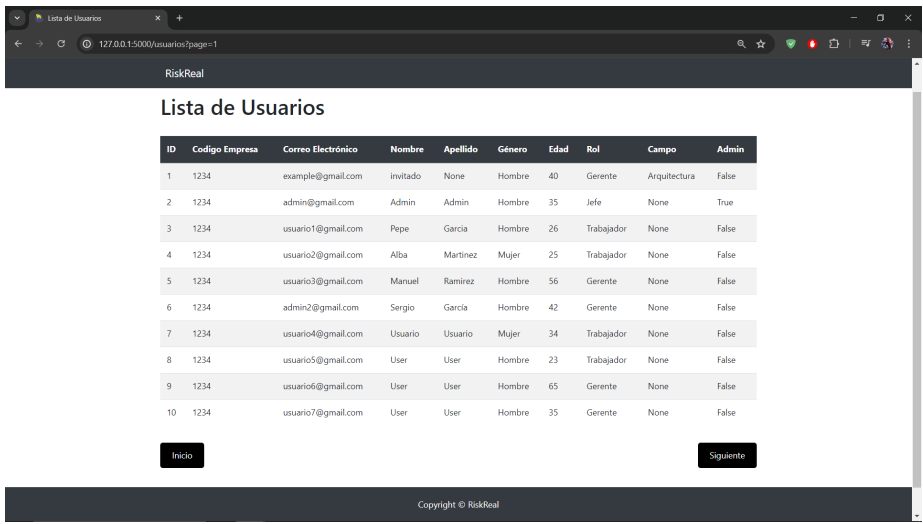 Lista de Usuarios
127.0.0.1:5000/usuarios?page=1
RiskReal
Lista de Usuarios
ID Codigo Empresa Correo Electrónico Nombre Apellido Género Edad Rol Campo Admin
1 1234 example@gmail.com invitado None Hombre 40 Gerente Arquitectura False
2 1234 admin@gmail.com Admin Admin Hombre 35 Jefe None True
3 1234 usuario1@gmail.com Pepe Garcia Hombre 26 Trabajador None False
4 1234 usuario2@gmail.com Alba Martinez Mujer 25 Trabajador None False
5 1234 usuario3@gmail.com Manuel Ramirez Hombre 56 Gerente None False
6 1234 admin2@gmail.com Sergio García Hombre 42 Gerente None False
7 1234 usuario4@gmail.com Usuario Usuario Mujer 34 Trabajador None False
8 1234 usuario5@gmail.com User User Hombre 23 Trabajador None False
9 1234 usuario6@gmail.com User User Hombre 65 Gerente None False
10 1234 usuario7@gmail.com User User Hombre 35 Gerente None False
Inicio Siguiente
Copyright © RiskReal